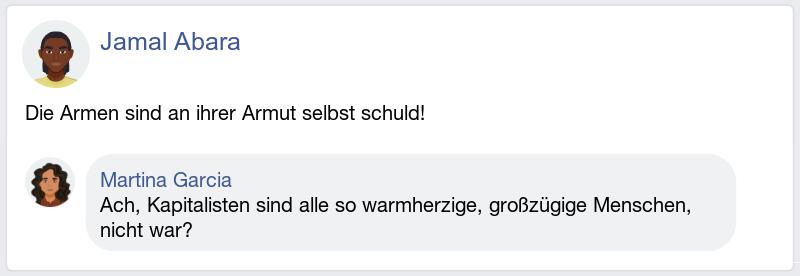 Jamal Abara
Die Armen sind an ihrer Armut selbst schuld!
Martina Garcia
Ach, Kapitalisten sind alle so warmherzige, großzügige Menschen,
nicht war?